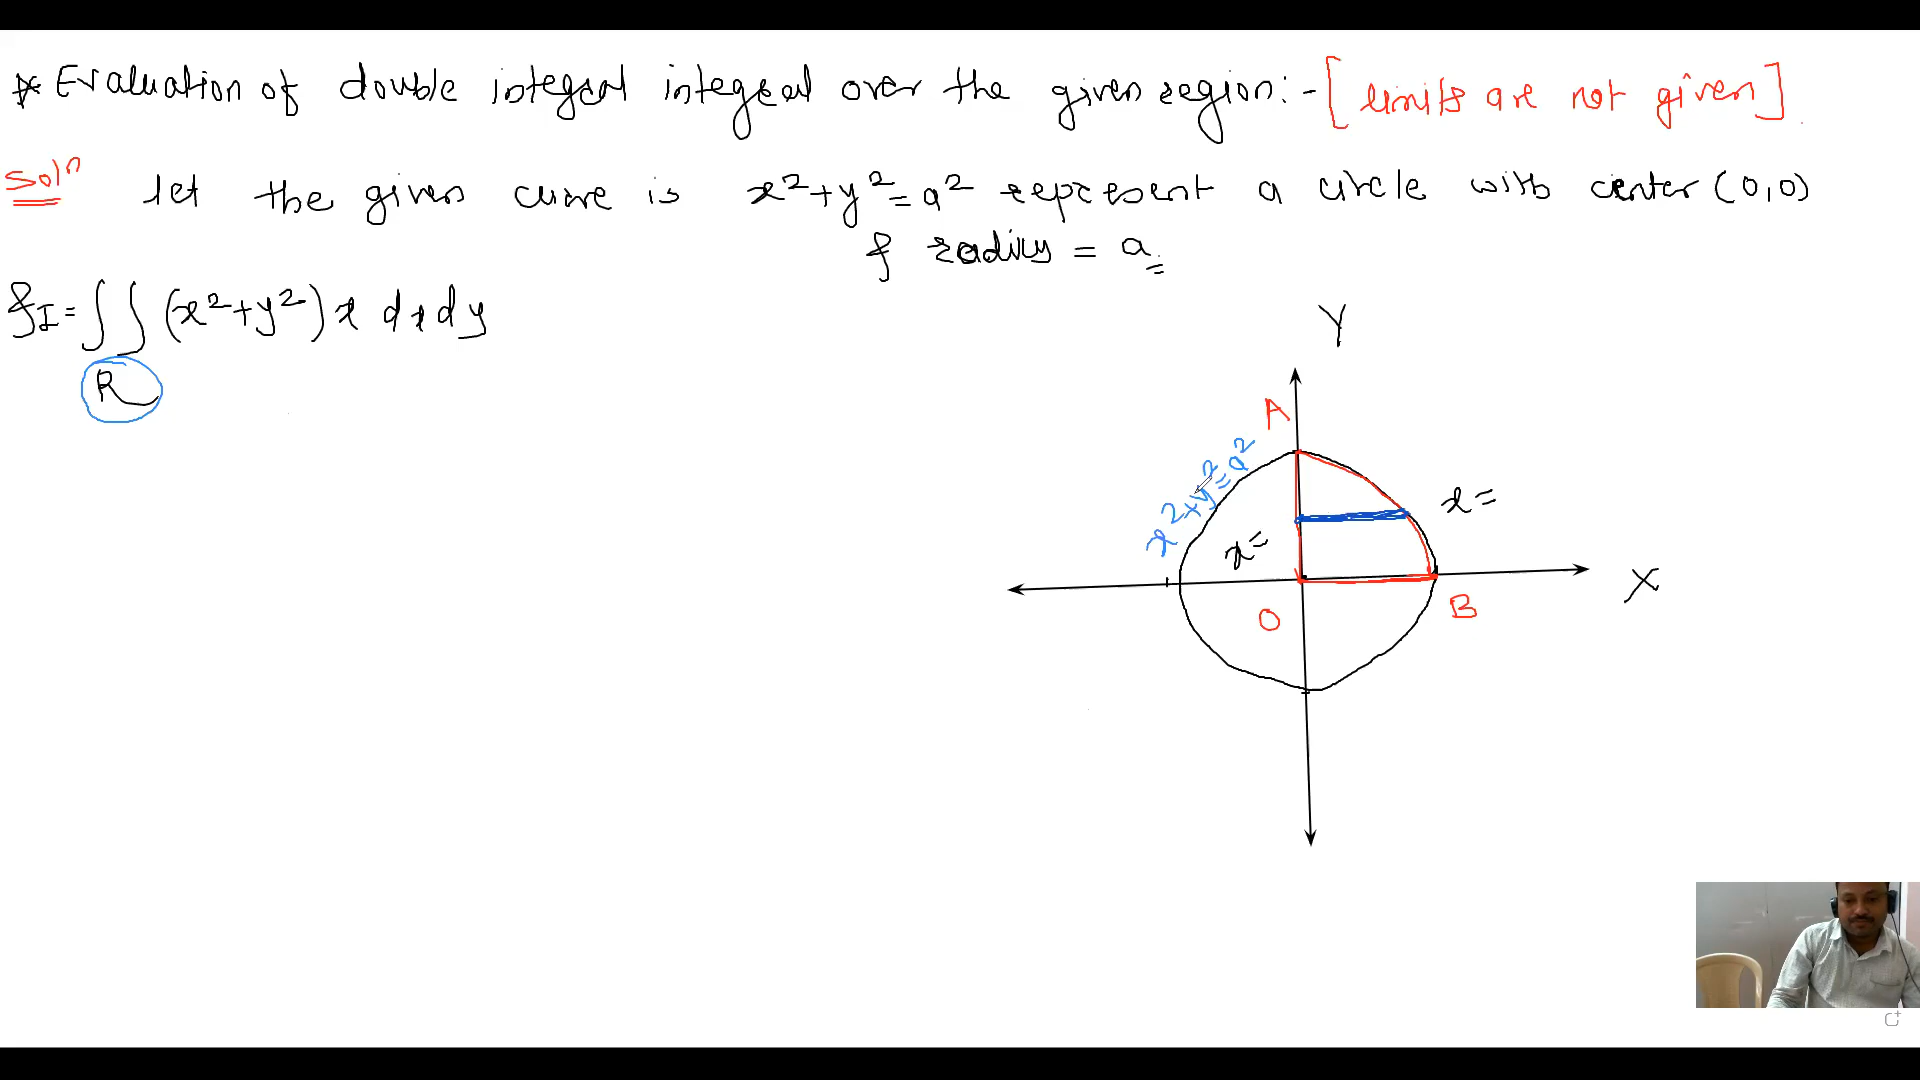 * Evaluation of double integral integral over the given region:- [limits are not given]
Soln let the given curve is x²+y²=a² represent a circle with center (0,0)
& radius = a
& I = ∫∫ (x²+y²) x dx dy
R
Y
A
x²+y²=a²
x=
x=
X
O
B